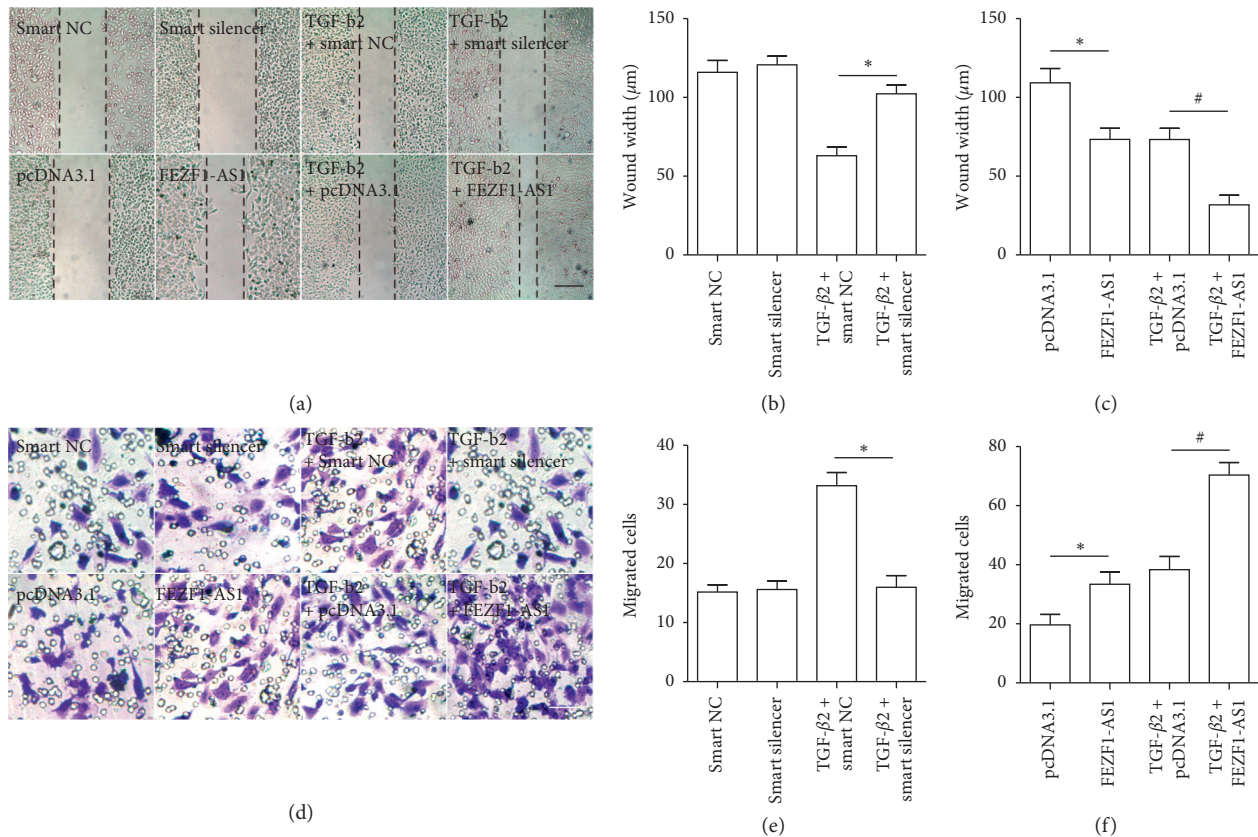 Smart NC
Smart silencer
TGF-b2
+ smart NC
TGF-b2
+ smart silencer
pcDNA3.1
FEZF1-AS1
TGF-b2
+ pcDNA3.1
TGF-b2
+ FEZF1-AS1
(a)
Wound width (μm)
150
100
50
0
*
Smart NC
Smart silencer
TGF-β2 +
smart NC
TGF-β2 +
smart silencer
(b)
Wound width (μm)
150
100
50
0
*
#
pcDNA3.1
FEZF1-AS1
TGF-β2 +
pcDNA3.1
TGF-β2 +
FEZF1-AS1
(c)
Smart NC
Smart silencer
TGF-b2
+ Smart NC
TGF-b2
+ smart silencer
pcDNA3.1
FEZF1-AS1
TGF-b2
+ pcDNA3.1
TGF-b2
+ FEZF1-AS1
(d)
Migrated cells
40
30
20
10
0
*
Smart NC
Smart silencer
TGF-β2 +
smart NC
TGF-β2 +
smart silencer
(e)
Migrated cells
80
60
40
20
0
*
#
pcDNA3.1
FEZF1-AS1
TGF-β2 +
pcDNA3.1
TGF-β2 +
FEZF1-AS1
(f)